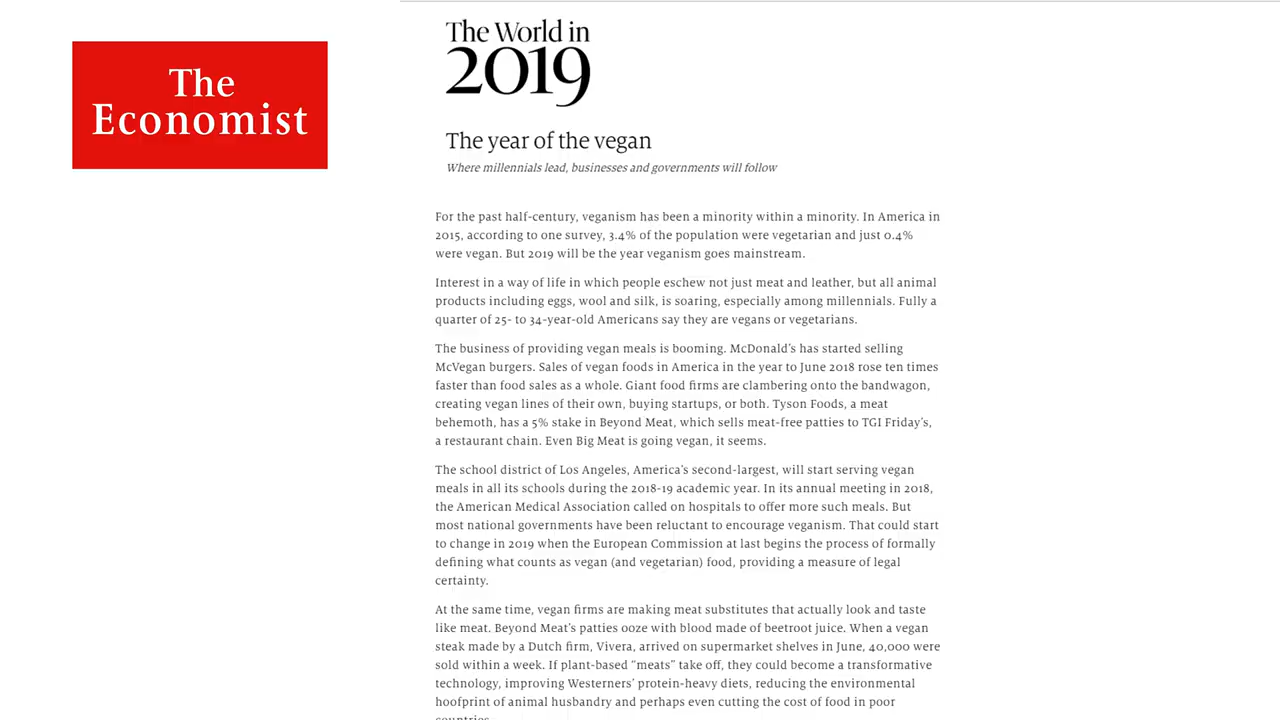 The
Economist
The World in
2019
The year of the vegan
Where millennials lead, businesses and governments will follow
For the past half-century, veganism has been a minority within a minority. In America in
2015, according to one survey, 3.4% of the population were vegetarian and just 0.4%
were vegan. But 2019 will be the year veganism goes mainstream.
Interest in a way of life in which people eschew not just meat and leather, but all animal
products including eggs, wool and silk, is soaring, especially among millennials. Fully a
quarter of 25- to 34-year-old Americans say they are vegans or vegetarians.
The business of providing vegan meals is booming. McDonald’s has started selling
McVegan burgers. Sales of vegan foods in America in the year to June 2018 rose ten times
faster than food sales as a whole. Giant food firms are clambering onto the bandwagon,
creating vegan lines of their own, buying startups, or both. Tyson Foods, a meat
behemoth, has a 5% stake in Beyond Meat, which sells meat-free patties to TGI Friday’s,
a restaurant chain. Even Big Meat is going vegan, it seems.
The school district of Los Angeles, America’s second-largest, will start serving vegan
meals in all its schools during the 2018-19 academic year. In its annual meeting in 2018,
the American Medical Association called on hospitals to offer more such meals. But
most national governments have been reluctant to encourage veganism. That could start
to change in 2019 when the European Commission at last begins the process of formally
defining what counts as vegan (and vegetarian) food, providing a measure of legal
certainty.
At the same time, vegan firms are making meat substitutes that actually look and taste
like meat. Beyond Meat’s patties ooze with blood made of beetroot juice. When a vegan
steak made by a Dutch firm, Vivera, arrived on supermarket shelves in June, 40,000 were
sold within a week. If plant-based “meats” take off, they could become a transformative
technology, improving Westerners’ protein-heavy diets, reducing the environmental
hoofprint of animal husbandry and perhaps even cutting the cost of food in poor
countries.